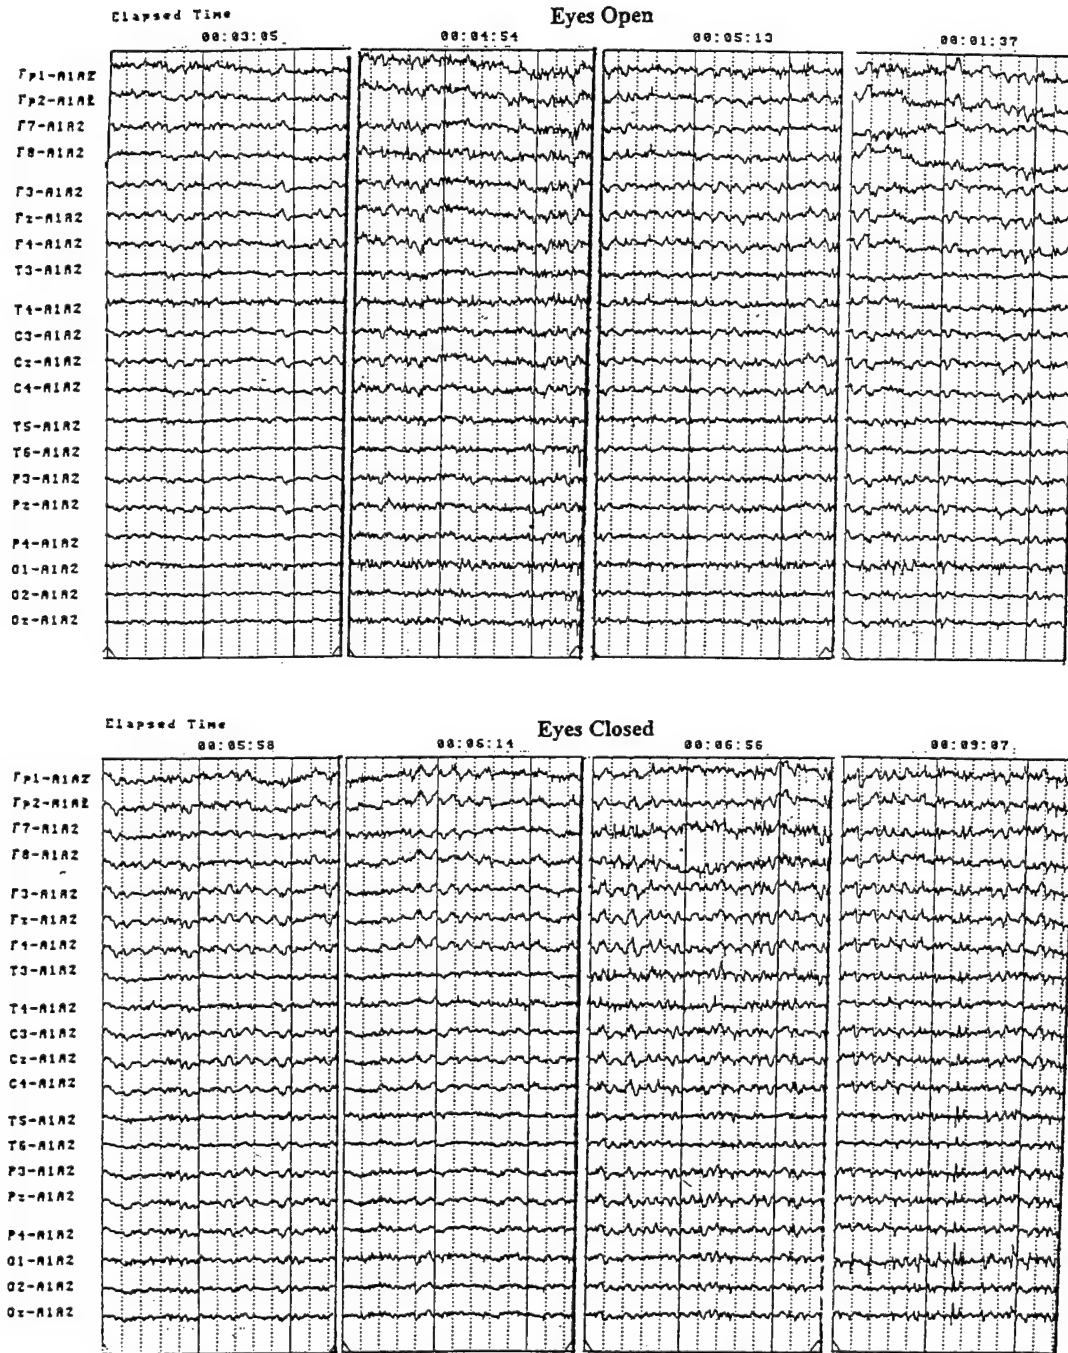 Elapsed Time
Eyes Open
00:03:05 00:04:54 00:05:13 00:01:37
Fp1-A1A2
Fp2-A1A2
F7-A1A2
F8-A1A2
F3-A1A2
Fz-A1A2
F4-A1A2
T3-A1A2
T4-A1A2
C3-A1A2
Cz-A1A2
C4-A1A2
T5-A1A2
T6-A1A2
P3-A1A2
Pz-A1A2
P4-A1A2
O1-A1A2
O2-A1A2
Oz-A1A2
Elapsed Time
Eyes Closed
00:05:58 00:06:14 00:06:56 00:09:07
Fp1-A1A2
Fp2-A1A2
F7-A1A2
F8-A1A2
F3-A1A2
Fz-A1A2
F4-A1A2
T3-A1A2
T4-A1A2
C3-A1A2
Cz-A1A2
C4-A1A2
T5-A1A2
T6-A1A2
P3-A1A2
Pz-A1A2
P4-A1A2
O1-A1A2
O2-A1A2
Oz-A1A2